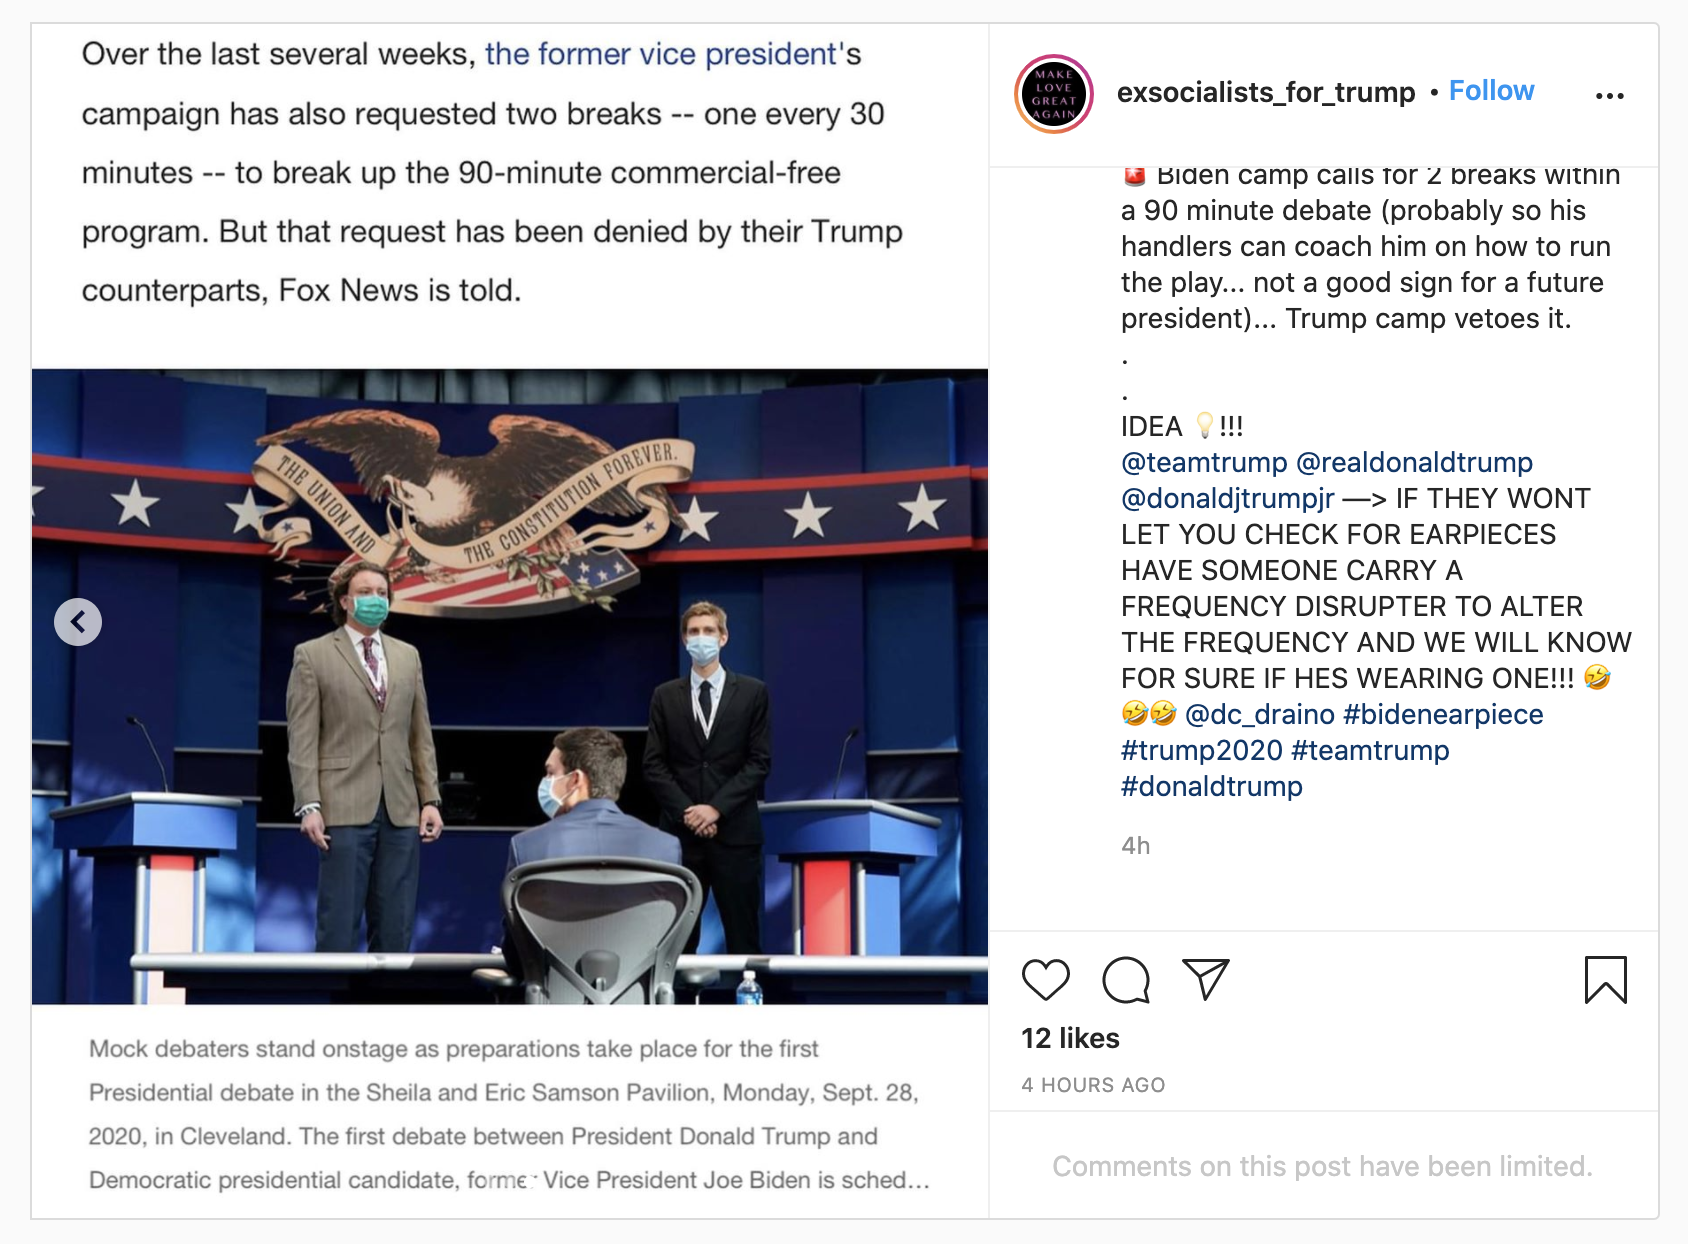 Over the last several weeks, the former vice president's
campaign has also requested two breaks -- one every 30
minutes -- to break up the 90-minute commercial-free
program. But that request has been denied by their Trump
counterparts, Fox News is told.
THE UNION AND
THE CONSTITUTION FOREVER.
Mock debaters stand onstage as preparations take place for the first
Presidential debate in the Sheila and Eric Samson Pavilion, Monday, Sept. 28,
2020, in Cleveland. The first debate between President Donald Trump and
Democratic presidential candidate, former Vice President Joe Biden is sched...
MAKE
LOVE
GREAT
AGAIN
exsocialists_for_trump • Follow
🚨 Biden camp calls for 2 breaks within
a 90 minute debate (probably so his
handlers can coach him on how to run
the play... not a good sign for a future
president)... Trump camp vetoes it.
.
.
IDEA 💡!!!
@teamtrump @realdonaldtrump
@donaldjtrumpjr —> IF THEY WONT
LET YOU CHECK FOR EARPIECES
HAVE SOMEONE CARRY A
FREQUENCY DISRUPTER TO ALTER
THE FREQUENCY AND WE WILL KNOW
FOR SURE IF HES WEARING ONE!!! 🤣
🤣🤣 @dc_draino #bidenearpiece
#trump2020 #teamtrump
#donaldtrump
4h
12 likes
4 HOURS AGO
Comments on this post have been limited.